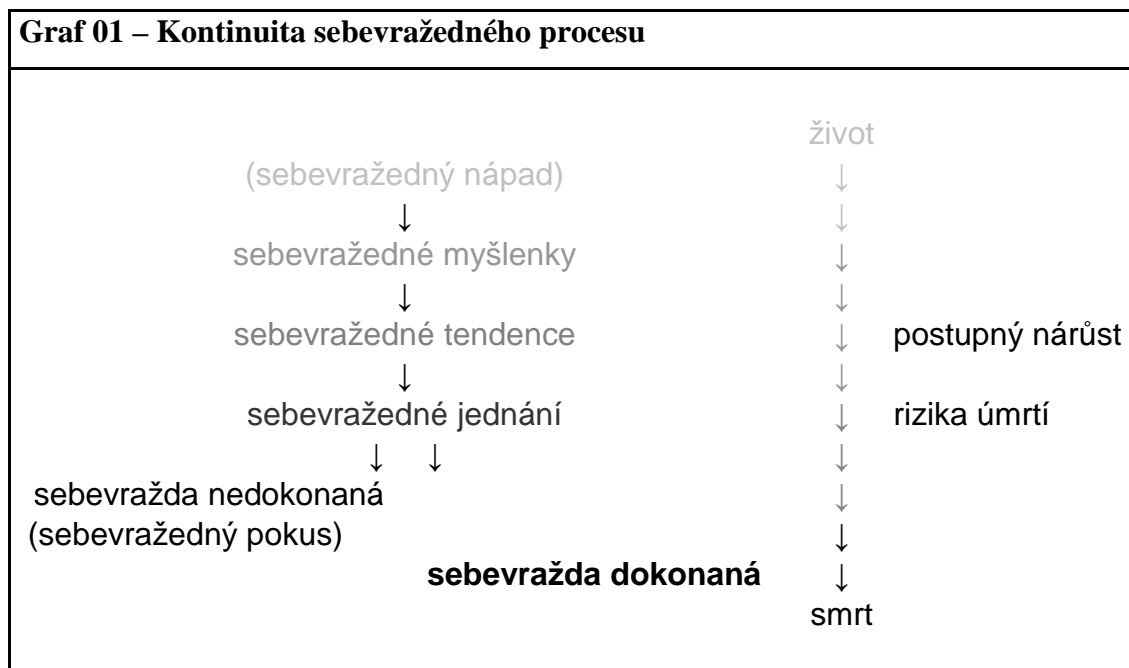 Graf 01 – Kontinuita sebevražedného procesu
život
(sebevražedný nápad) ↓
↓ ↓
sebevražedné myšlenky ↓
↓ ↓
sebevražedné tendence ↓ postupný nárůst
↓ ↓
sebevražedné jednání ↓ rizika úmrtí
↓ ↓ ↓
sebevražda nedokonaná ↓
(sebevražedný pokus) ↓
sebevražda dokonaná ↓
smrt